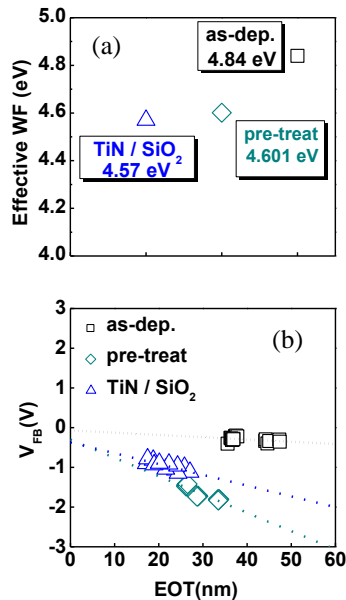 5.0
4.8
4.6
4.4
4.2
4.0
Effective WF (eV)
(a)
as-dep.
4.84 eV
TiN / SiO₂
4.57 eV
pre-treat
4.601 eV
3
2
1
0
-1
-2
-3
V_FB(V)
(b)
as-dep.
pre-treat
TiN / SiO₂
0 10 20 30 40 50 60
EOT(nm)